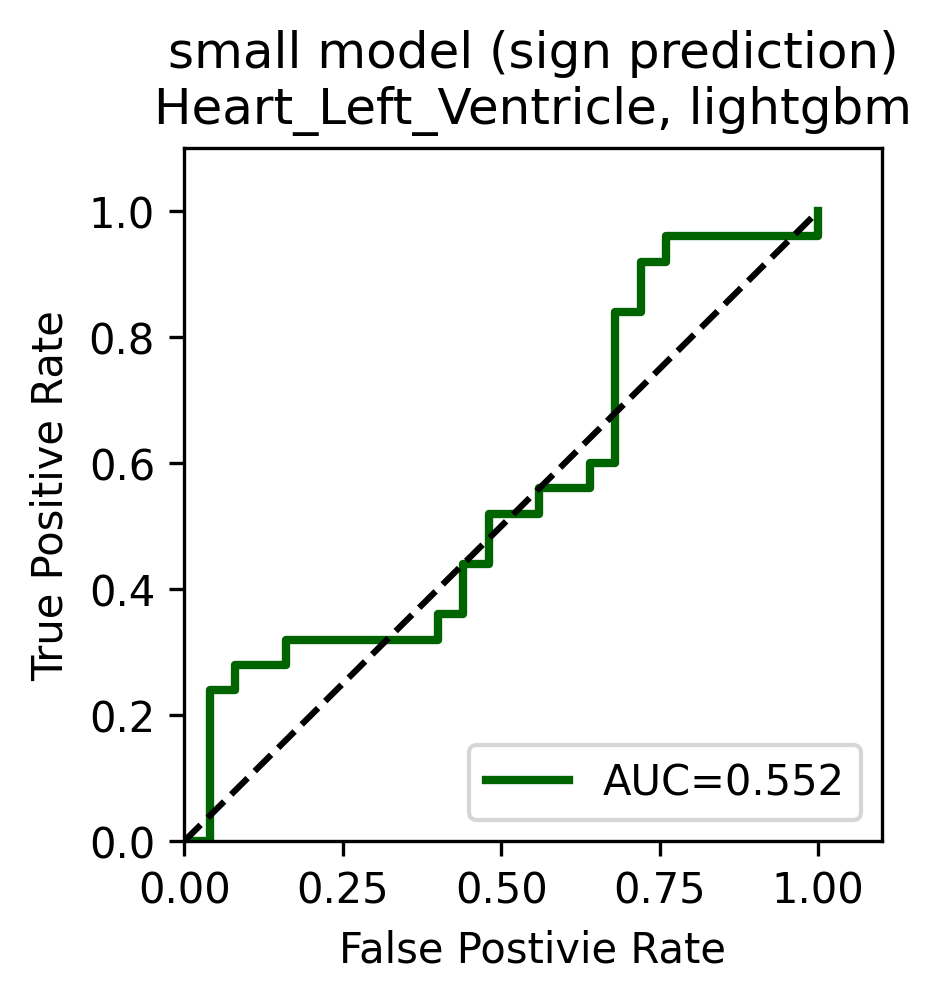 small model (sign prediction)
Heart_Left_Ventricle, lightgbm
True Positive Rate
1.0
0.8
0.6
0.4
0.2
0.0
AUC=0.552
0.00 0.25 0.50 0.75 1.00
False Postivie Rate